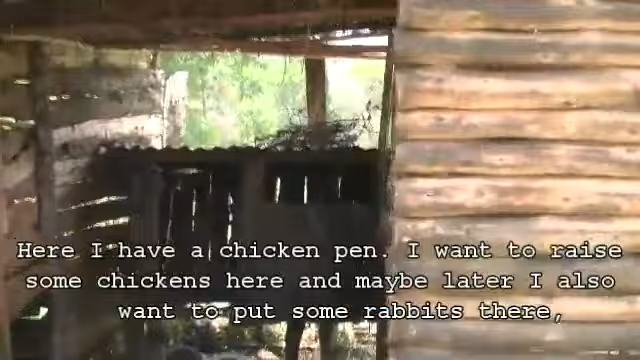 Here I have a chicken pen. I want to raise
some chickens here and maybe later I also
want to put some rabbits there,